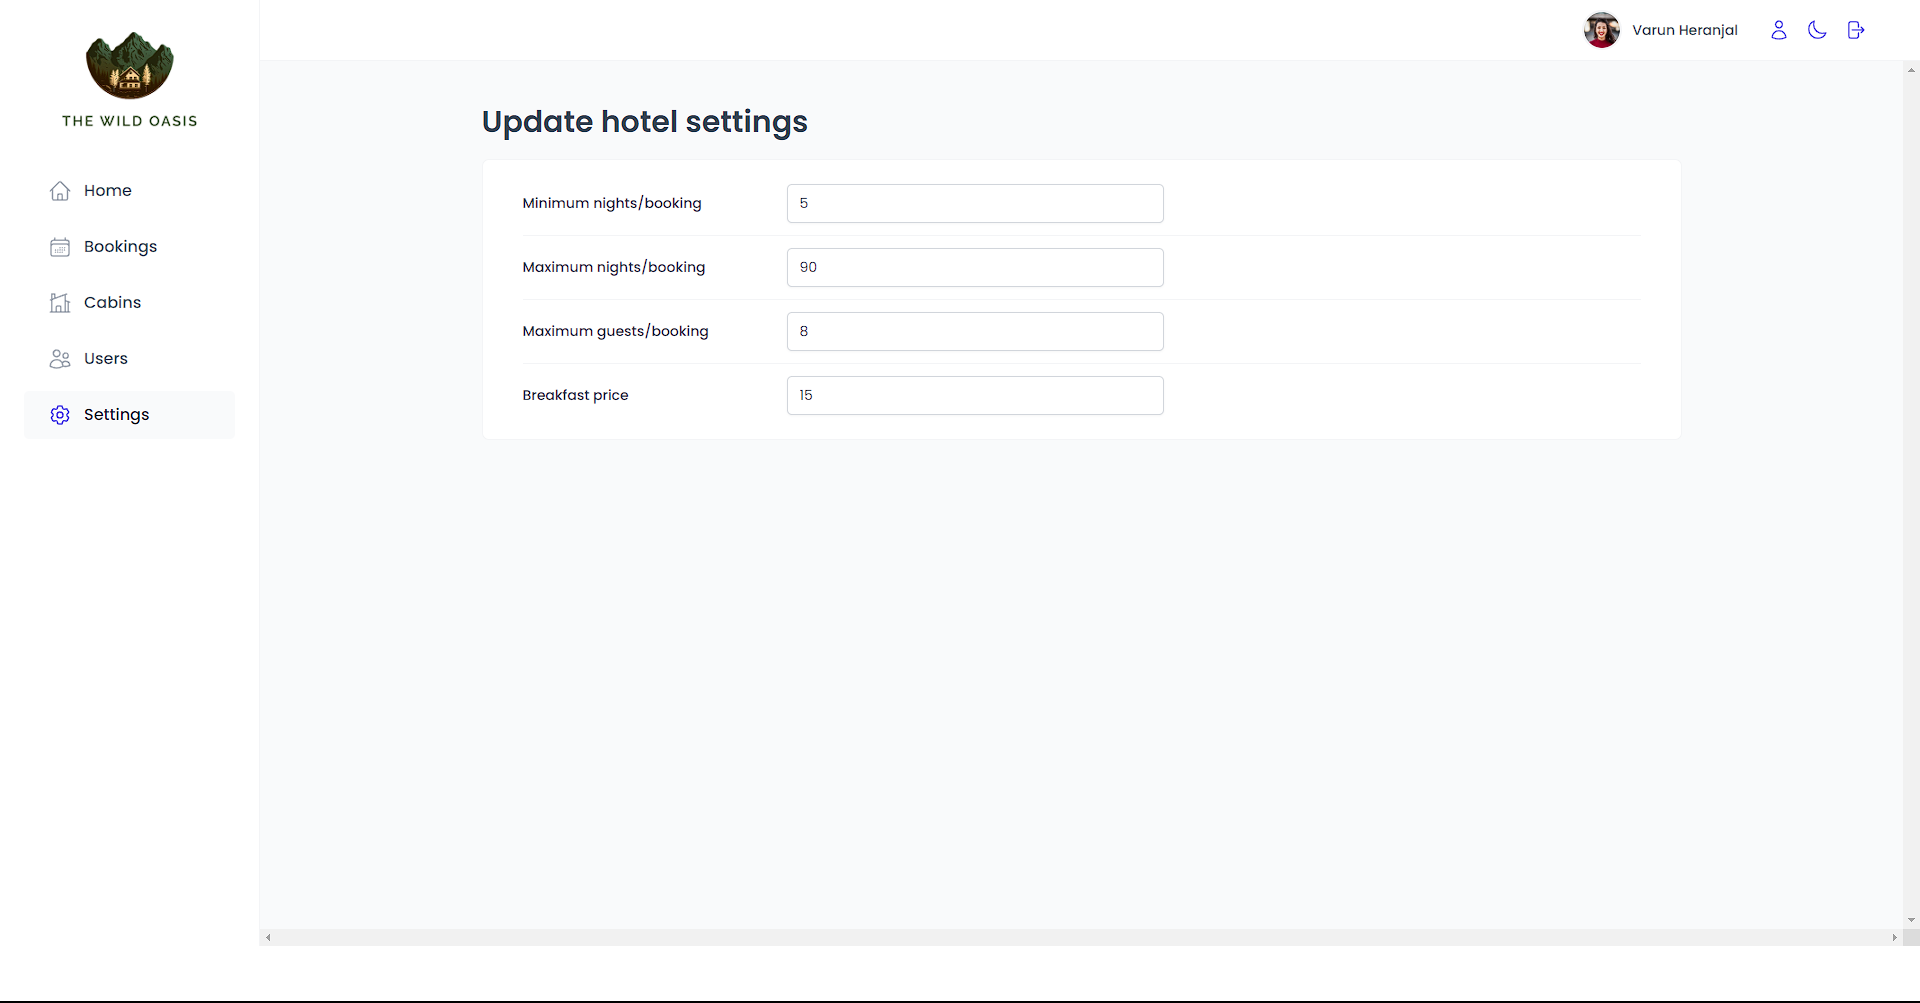 Varun Heranjal
THE WILD OASIS
Home
Bookings
Cabins
Users
Settings
Update hotel settings
Minimum nights/booking 5
Maximum nights/booking 90
Maximum guests/booking 8
Breakfast price 15